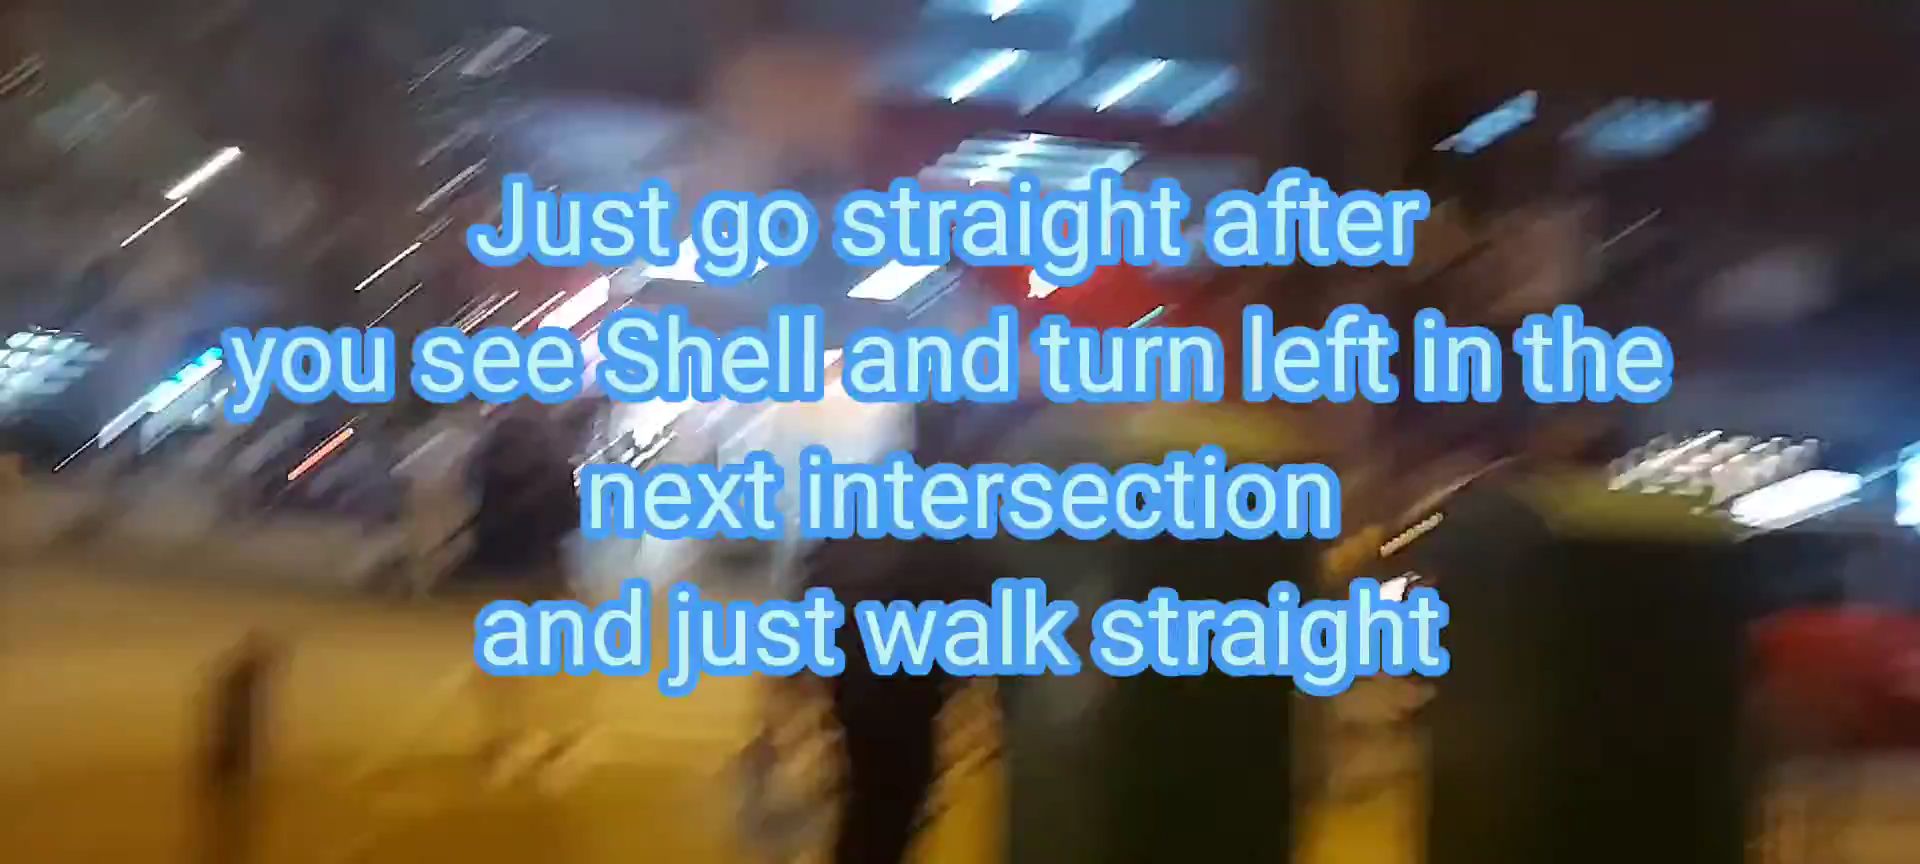 Just go straight after
you see Shell and turn left in the
next intersection
and just walk straight